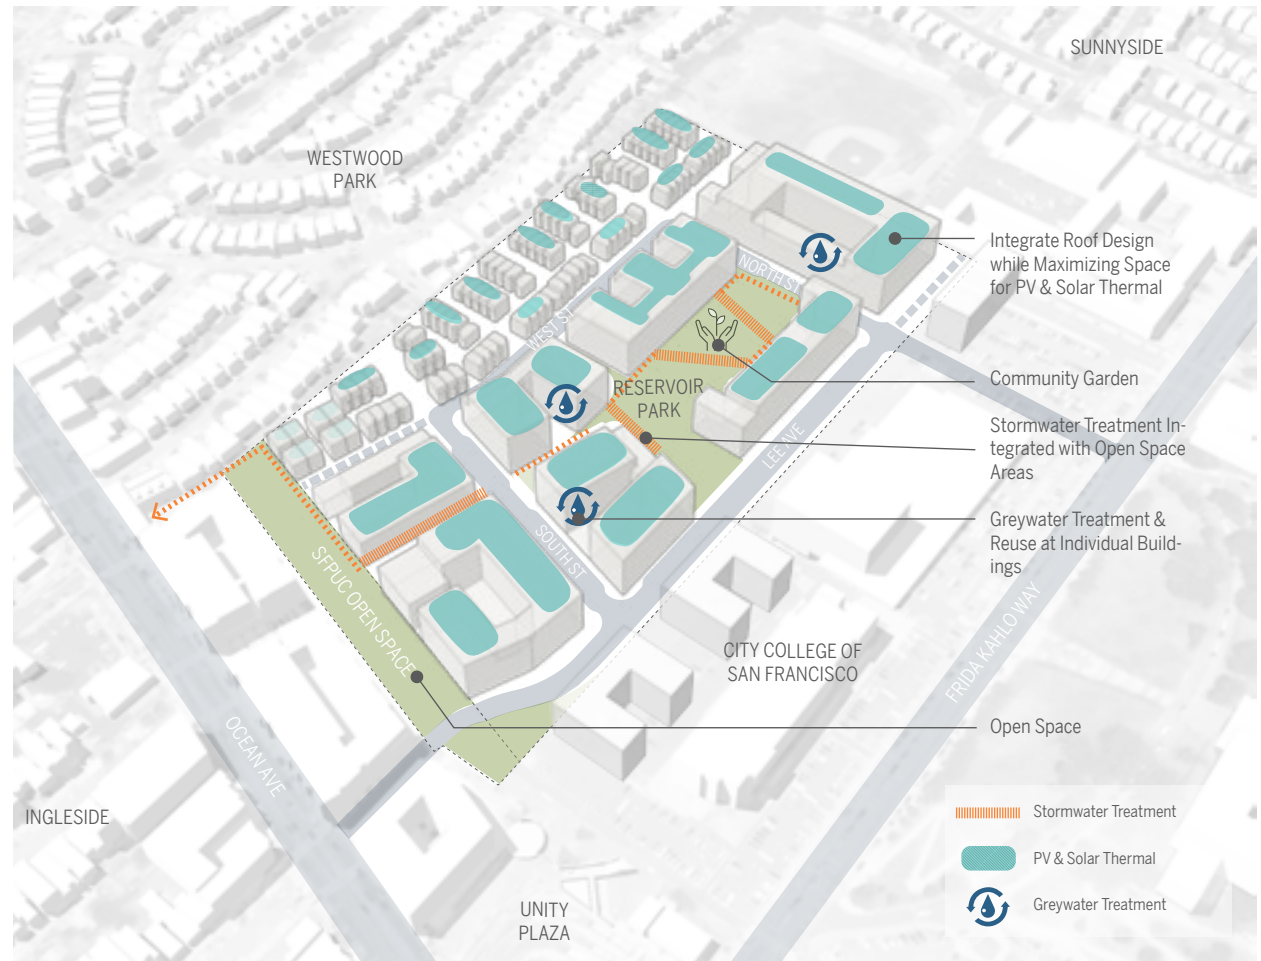 SUNNYSIDE
WESTWOOD
PARK
Integrate Roof Design
while Maximizing Space
for PV & Solar Thermal
NORTH ST
WEST ST
Community Garden
RESERVOIR
PARK
Stormwater Treatment In-
tegrated with Open Space
Areas
LEE AVE
Greywater Treatment &
Reuse at Individual Build-
ings
SOUTH ST
SFPUC OPEN SPACE
CITY COLLEGE OF
SAN FRANCISCO
FRIDA KAHLO WAY
Open Space
OCEAN AVE
INGLESIDE
Stormwater Treatment
PV & Solar Thermal
Greywater Treatment
UNITY
PLAZA